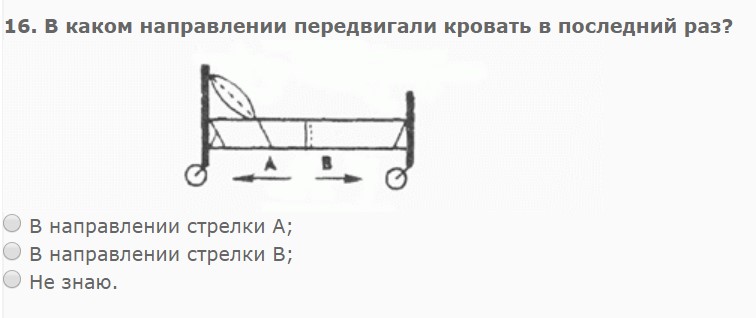 16. В каком направлении передвигали кровать в последний раз?
А В
В направлении стрелки А;
В направлении стрелки В;
Не знаю.